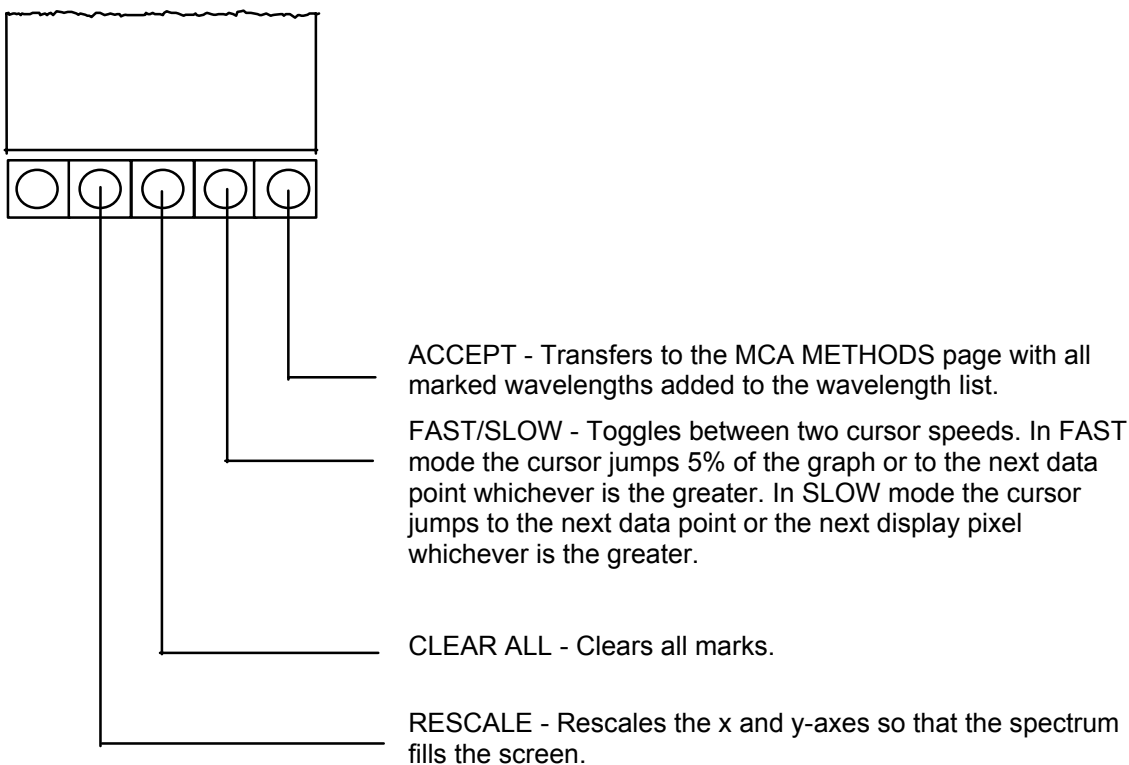 ACCEPT - Transfers to the MCA METHODS page with all
marked wavelengths added to the wavelength list.
FAST/SLOW - Toggles between two cursor speeds. In FAST
mode the cursor jumps 5% of the graph or to the next data
point whichever is the greater. In SLOW mode the cursor
jumps to the next data point or the next display pixel
whichever is the greater.
CLEAR ALL - Clears all marks.
RESCALE - Rescales the x and y-axes so that the spectrum
fills the screen.